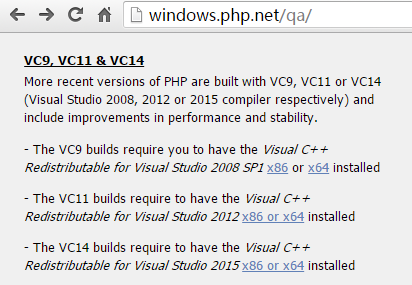 windows.php.net/qa/
VC9, VC11 & VC14
More recent versions of PHP are built with VC9, VC11 or VC14
(Visual Studio 2008, 2012 or 2015 compiler respectively) and
include improvements in performance and stability.
- The VC9 builds require you to have the Visual C++
Redistributable for Visual Studio 2008 SP1 x86 or x64 installed
- The VC11 builds require to have the Visual C++
Redistributable for Visual Studio 2012 x86 or x64 installed
- The VC14 builds require to have the Visual C++
Redistributable for Visual Studio 2015 x86 or x64 installed